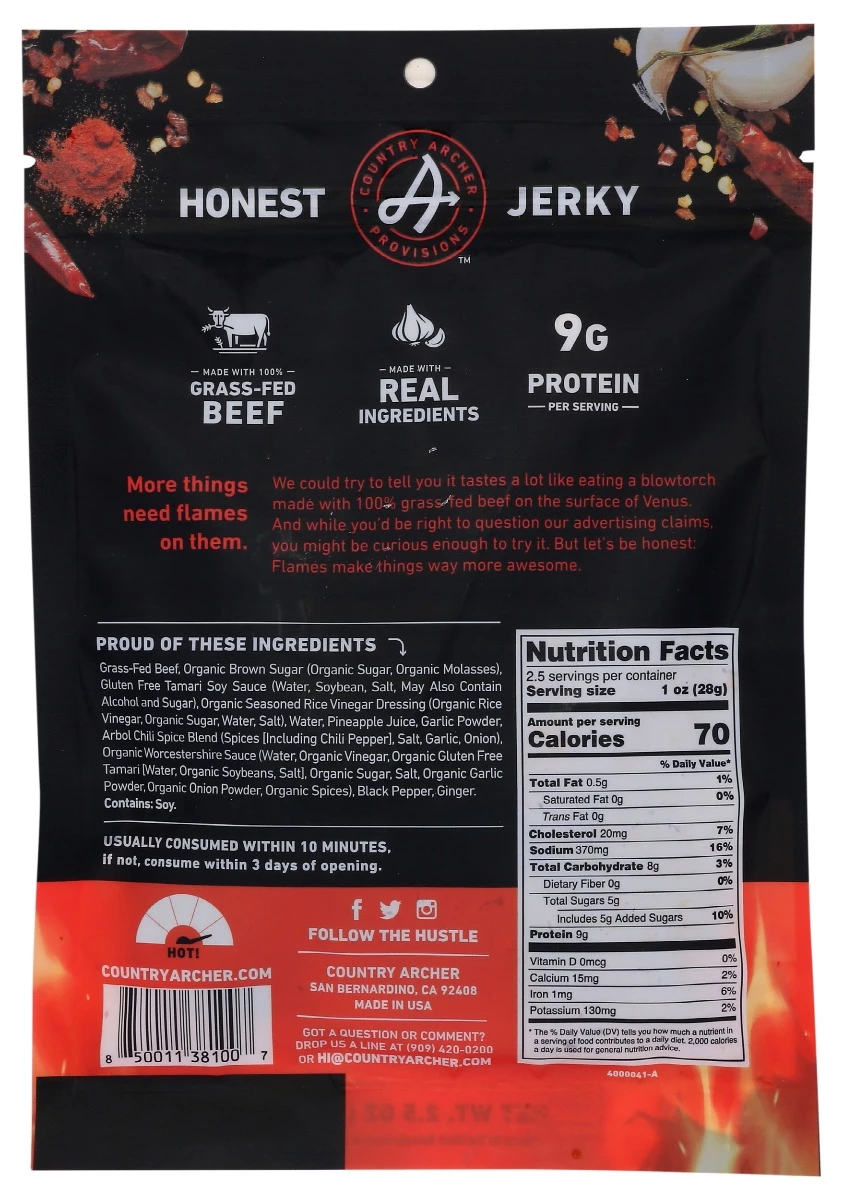 COUNTRY ARCHER
HONEST A JERKY
PROVISIONS
TM
— MADE WITH 100% —
GRASS-FED
BEEF
— MADE WITH —
REAL
INGREDIENTS
9G
PROTEIN
— PER SERVING —
More things
need flames
on them.
We could try to tell you it tastes a lot like eating a blowtorch
made with 100% grass-fed beef on the surface of Venus.
And while you'd be right to question our advertising claims,
you might be curious enough to try it. But let's be honest:
Flames make things way more awesome.
PROUD OF THESE INGREDIENTS
Grass-Fed Beef, Organic Brown Sugar (Organic Sugar, Organic Molasses),
Gluten Free Tamari Soy Sauce (Water, Soybean, Salt, May Also Contain
Alcohol and Sugar), Organic Seasoned Rice Vinegar Dressing (Organic Rice
Vinegar, Organic Sugar, Water, Salt), Water, Pineapple Juice, Garlic Powder,
Arbol Chili Spice Blend (Spices [Including Chili Pepper], Salt, Garlic, Onion),
Organic Worcestershire Sauce (Water, Organic Vinegar, Organic Gluten Free
Tamari [Water, Organic Soybeans, Salt], Organic Sugar, Salt, Organic Garlic
Powder, Organic Onion Powder, Organic Spices), Black Pepper, Ginger.
Contains: Soy.
USUALLY CONSUMED WITHIN 10 MINUTES,
if not, consume within 3 days of opening.
HOT!
COUNTRYARCHER.COM
8 50011 38100 7
FOLLOW THE HUSTLE
COUNTRY ARCHER
SAN BERNARDINO, CA 92408
MADE IN USA
GOT A QUESTION OR COMMENT?
DROP US A LINE AT (909) 420-0200
OR HI@COUNTRYARCHER.COM
Nutrition Facts
2.5 servings per container
Serving size 1 oz (28g)
Amount per serving
Calories 70
% Daily Value*
Total Fat 0.5g 1%
Saturated Fat 0g 0%
Trans Fat 0g
Cholesterol 20mg 7%
Sodium 370mg 16%
Total Carbohydrate 8g 3%
Dietary Fiber 0g 0%
Total Sugars 5g
Includes 5g Added Sugars 10%
Protein 9g
Vitamin D 0mcg 0%
Calcium 15mg 2%
Iron 1mg 6%
Potassium 130mg 2%
* The % Daily Value (DV) tells you how much a nutrient in
a serving of food contributes to a daily diet. 2,000 calories
a day is used for general nutrition advice.
4000041-A
NET WT. 2.5 OZ